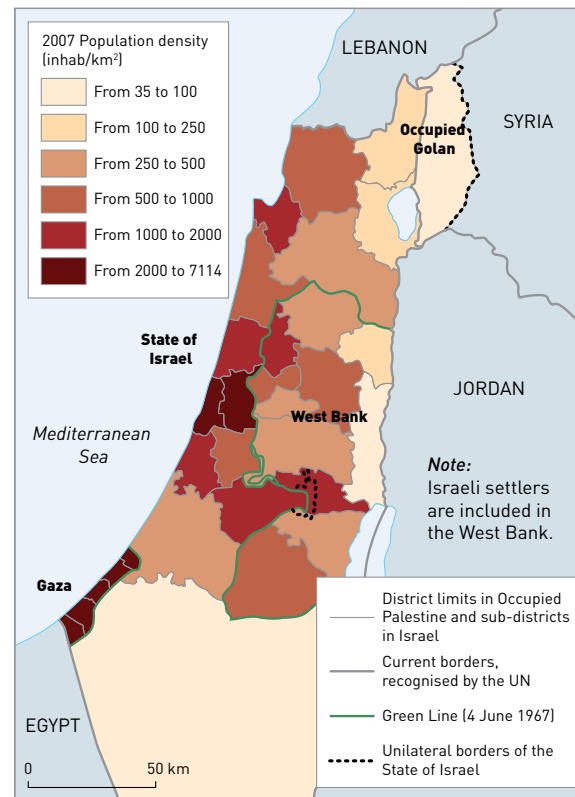 2007 Population density
(inhab/km²)
From 35 to 100
From 100 to 250
From 250 to 500
From 500 to 1000
From 1000 to 2000
From 2000 to 7114
LEBANON
SYRIA
Occupied
Golan
State of
Israel
West Bank
JORDAN
Mediterranean
Sea
Note:
Israeli settlers
are included in
the West Bank.
Gaza
EGYPT
0 50 km
District limits in Occupied
Palestine and sub-districts
in Israel
Current borders,
recognised by the UN
Green Line (4 June 1967)
Unilateral borders of the
State of Israel